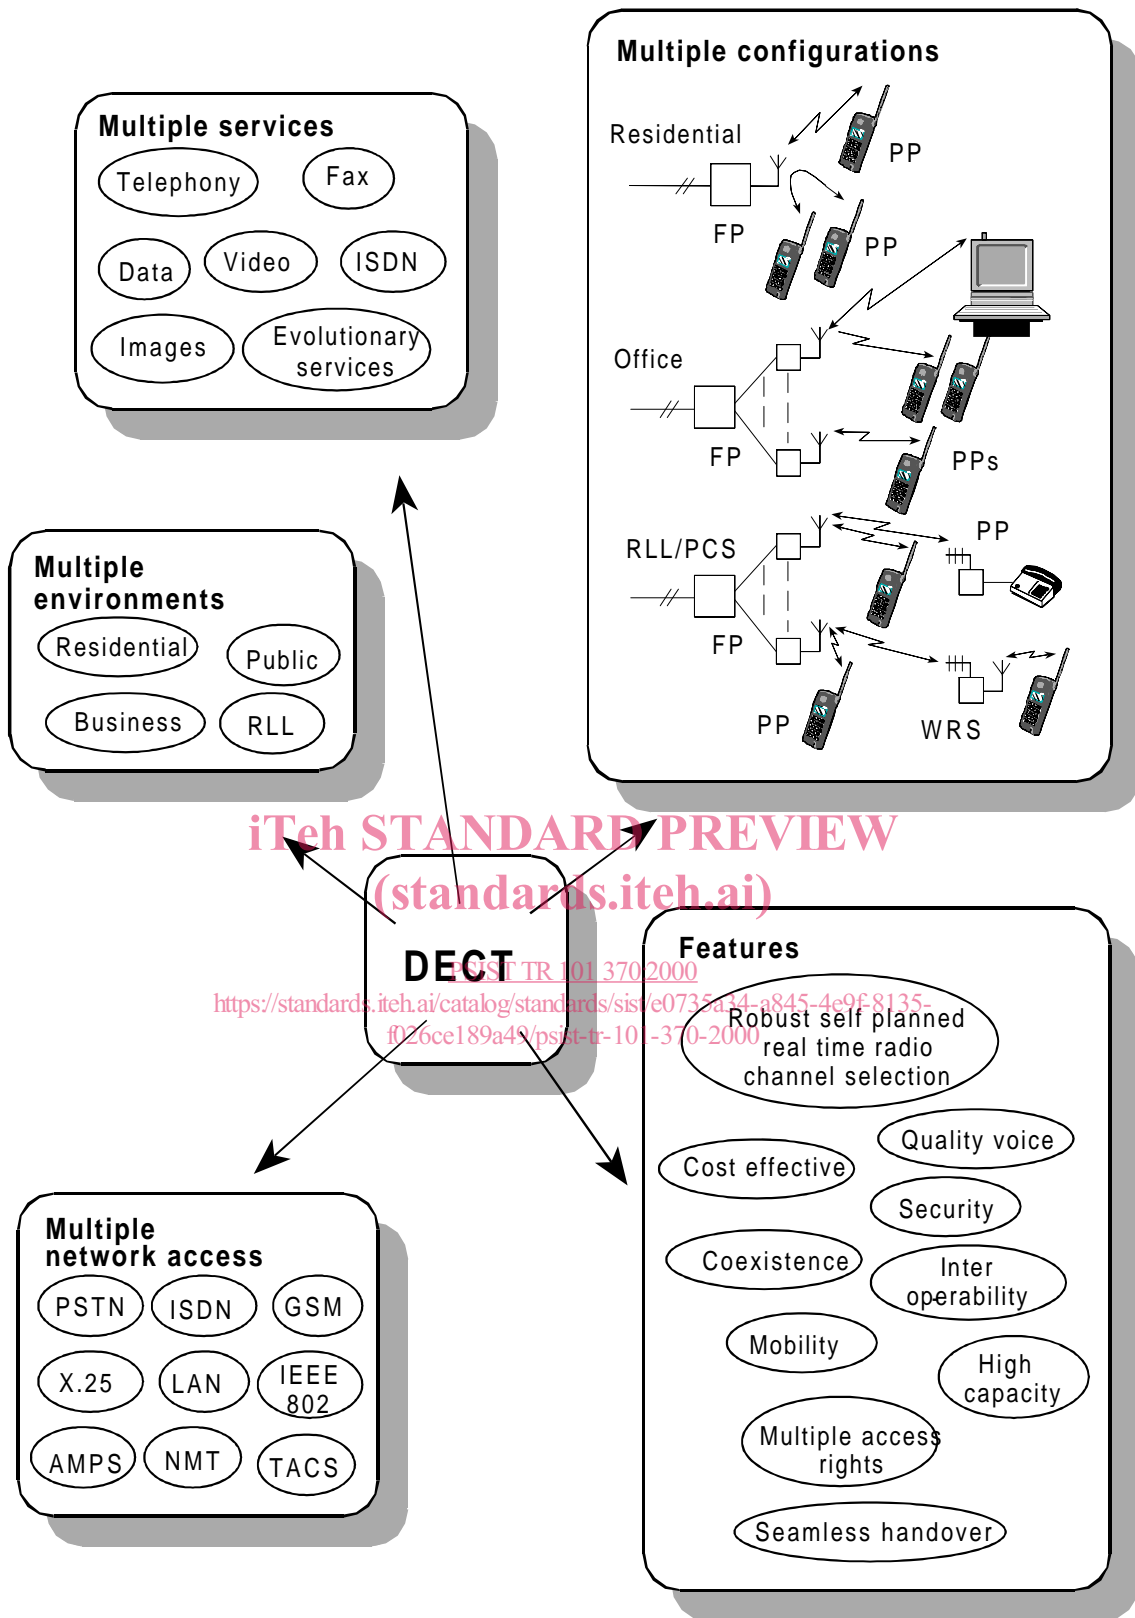 Multiple configurations
Residential
PP
FP
PP
Office
FP
PPs
RLL/PCS
PP
FP
PP
WRS
Multiple services
Telephony
Fax
Data
Video
ISDN
Images
Evolutionary
services
Multiple
environments
Residential
Public
Business
RLL
iTeh STANDARD PREVIEW
(standards.iteh.ai)
DECT
PSIST TR 101 370:2000
https://standards.iteh.ai/catalog/standards/sist/e0735a34-a845-4e9f-8135-
f026ce189a49/psist-tr-101-370-2000
Features
Robust self planned
real time radio
channel selection
Quality voice
Cost effective
Security
Coexistence
Inter
op-erability
Mobility
High
capacity
Multiple access
rights
Seamless handover
Multiple
network access
PSTN
ISDN
GSM
X.25
LAN
IEEE
802
AMPS
NMT
TACS